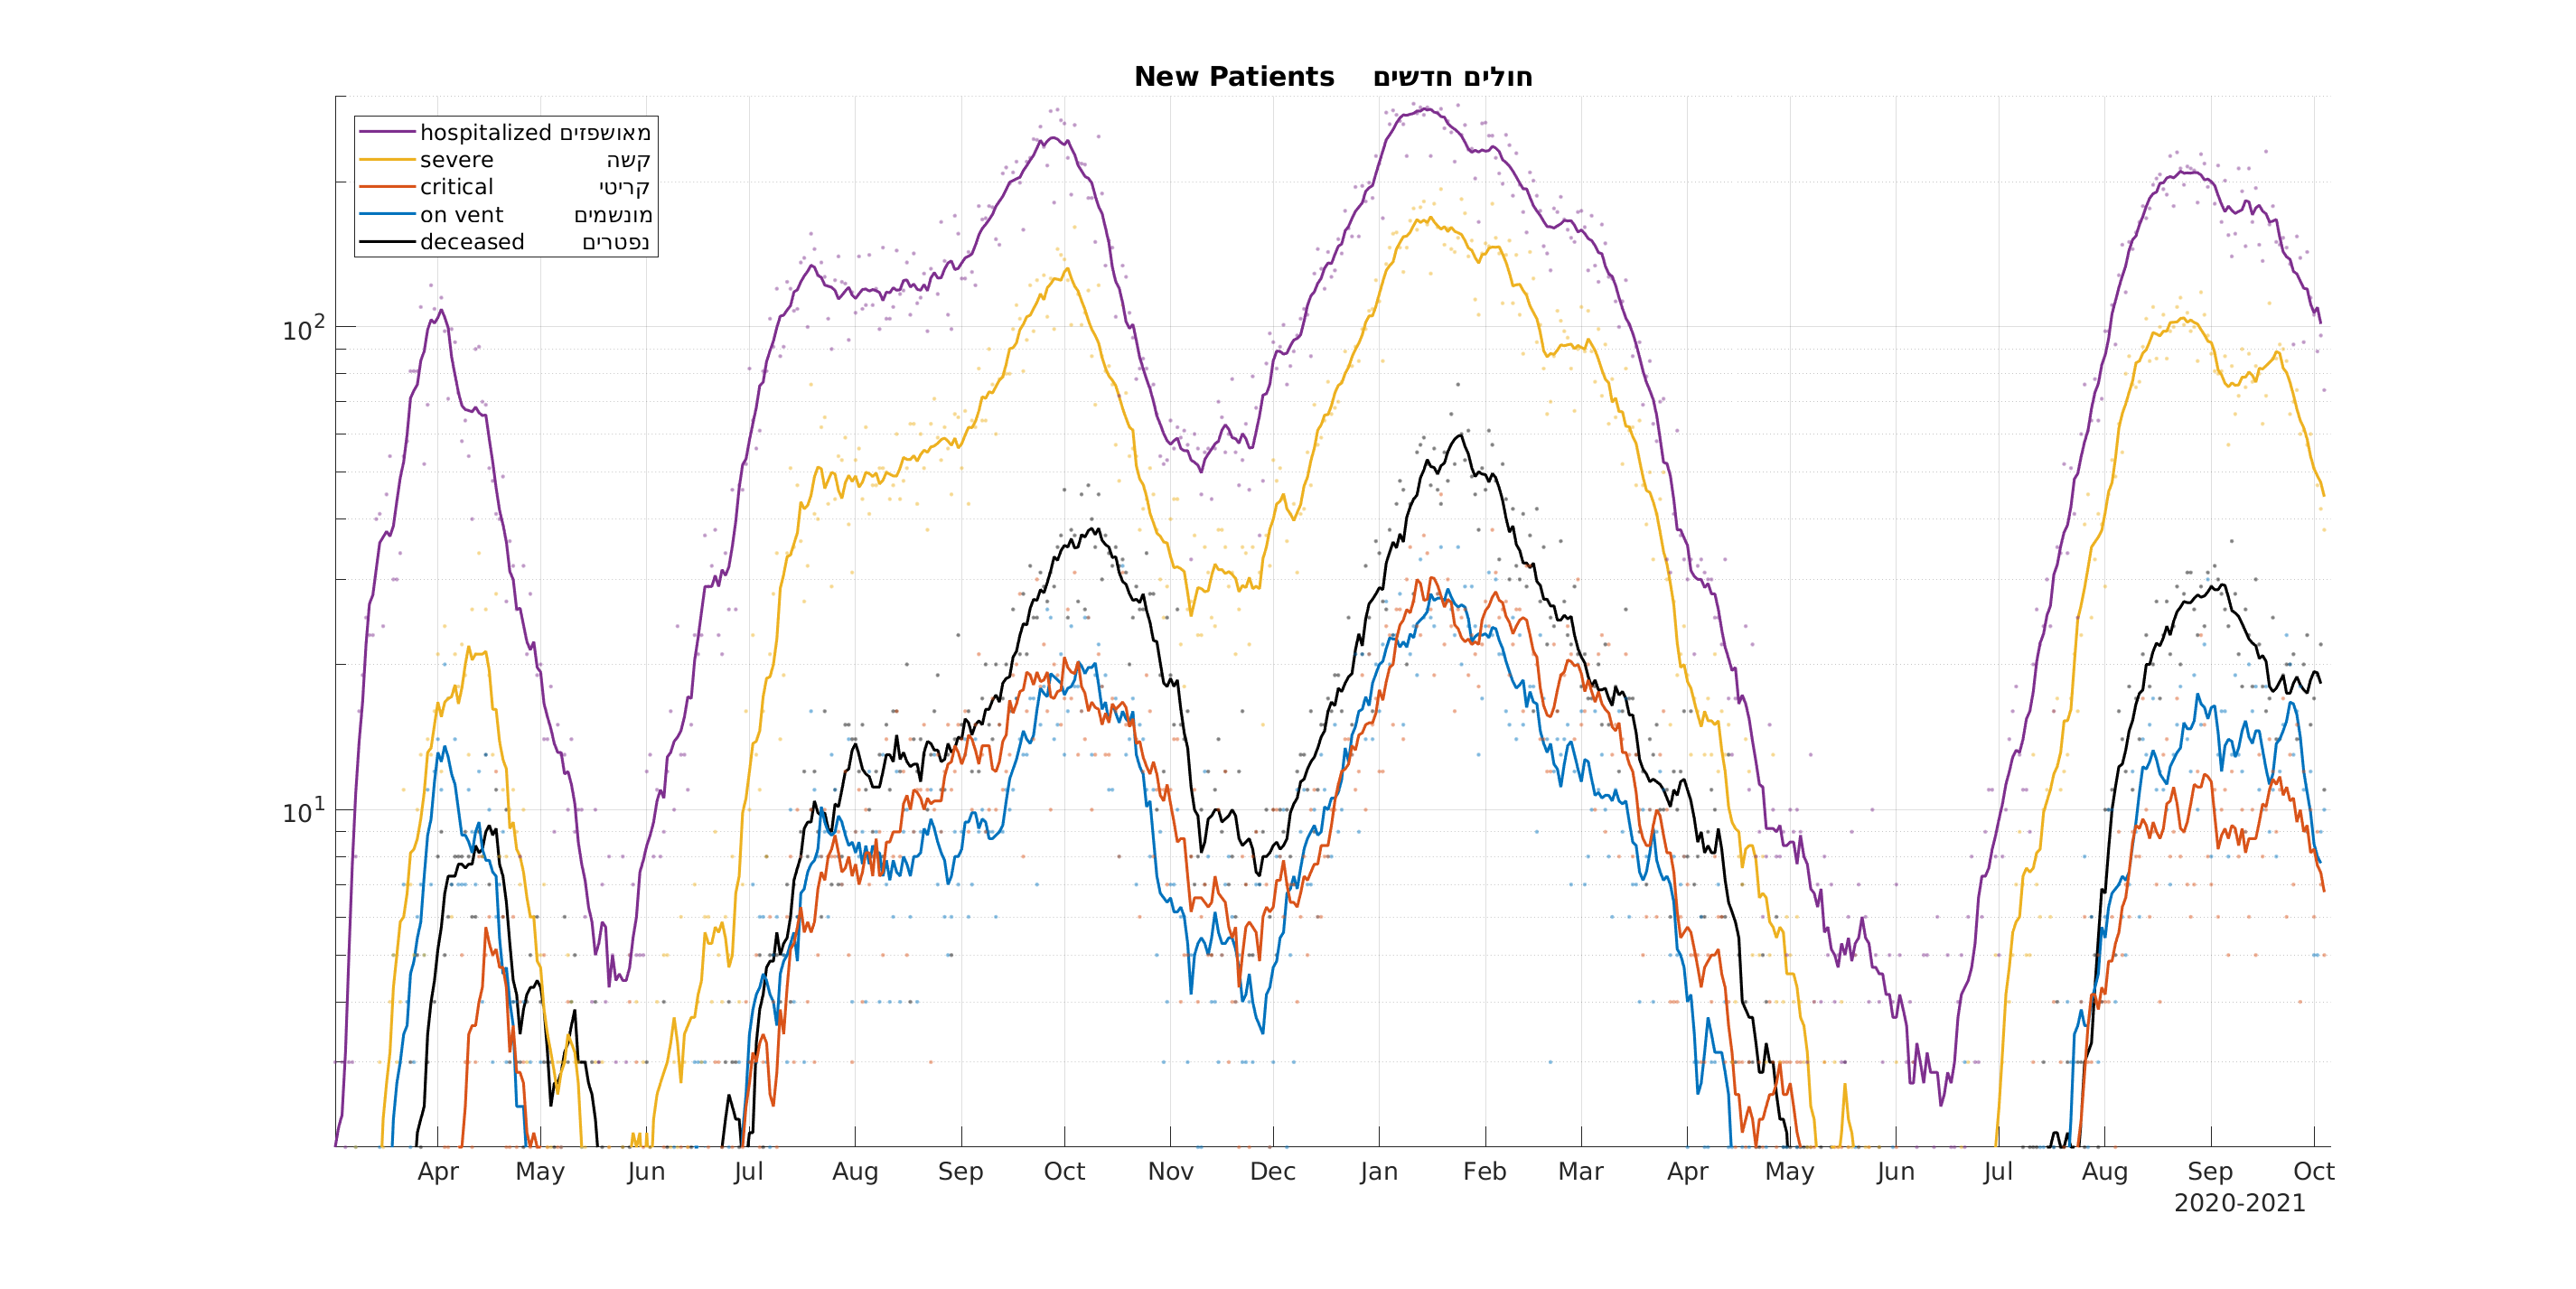 New Patients חולים חדשים
hospitalized מאושפזים
severe קשה
critical קריטי
on vent מונשמים
deceased נפטרים
10²
10¹
Apr May Jun Jul Aug Sep Oct Nov Dec Jan Feb Mar Apr May Jun Jul Aug Sep Oct
2020-2021